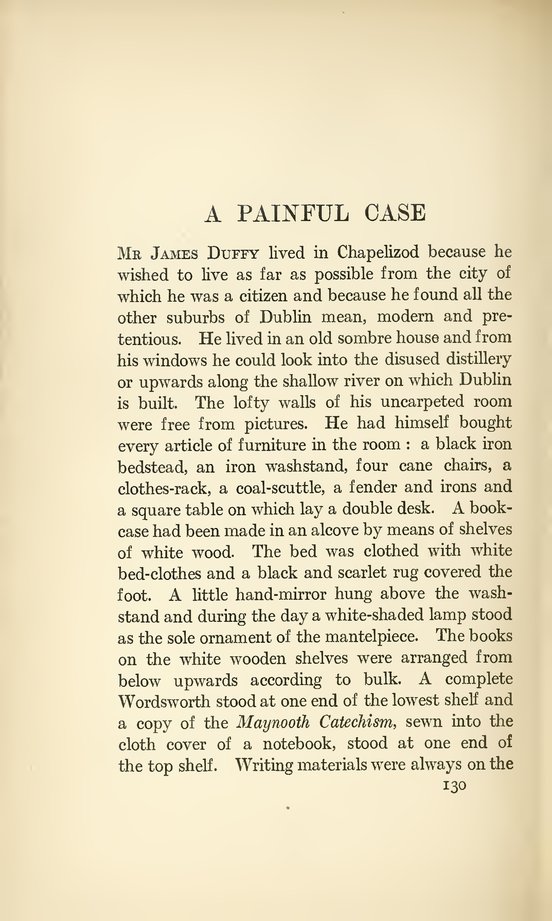 A PAINFUL CASE
Mr James Duffy lived in Chapelizod because he
wished to live as far as possible from the city of
which he was a citizen and because he found all the
other suburbs of Dublin mean, modern and pre-
tentious. He lived in an old sombre house and from
his windows he could look into the disused distillery
or upwards along the shallow river on which Dublin
is built. The lofty walls of his uncarpeted room
were free from pictures. He had himself bought
every article of furniture in the room : a black iron
bedstead, an iron washstand, four cane chairs, a
clothes-rack, a coal-scuttle, a fender and irons and
a square table on which lay a double desk. A book-
case had been made in an alcove by means of shelves
of white wood. The bed was clothed with white
bed-clothes and a black and scarlet rug covered the
foot. A little hand-mirror hung above the wash-
stand and during the day a white-shaded lamp stood
as the sole ornament of the mantelpiece. The books
on the white wooden shelves were arranged from
below upwards according to bulk. A complete
Wordsworth stood at one end of the lowest shelf and
a copy of the Maynooth Catechism, sewn into the
cloth cover of a notebook, stood at one end of
the top shelf. Writing materials were always on the
130